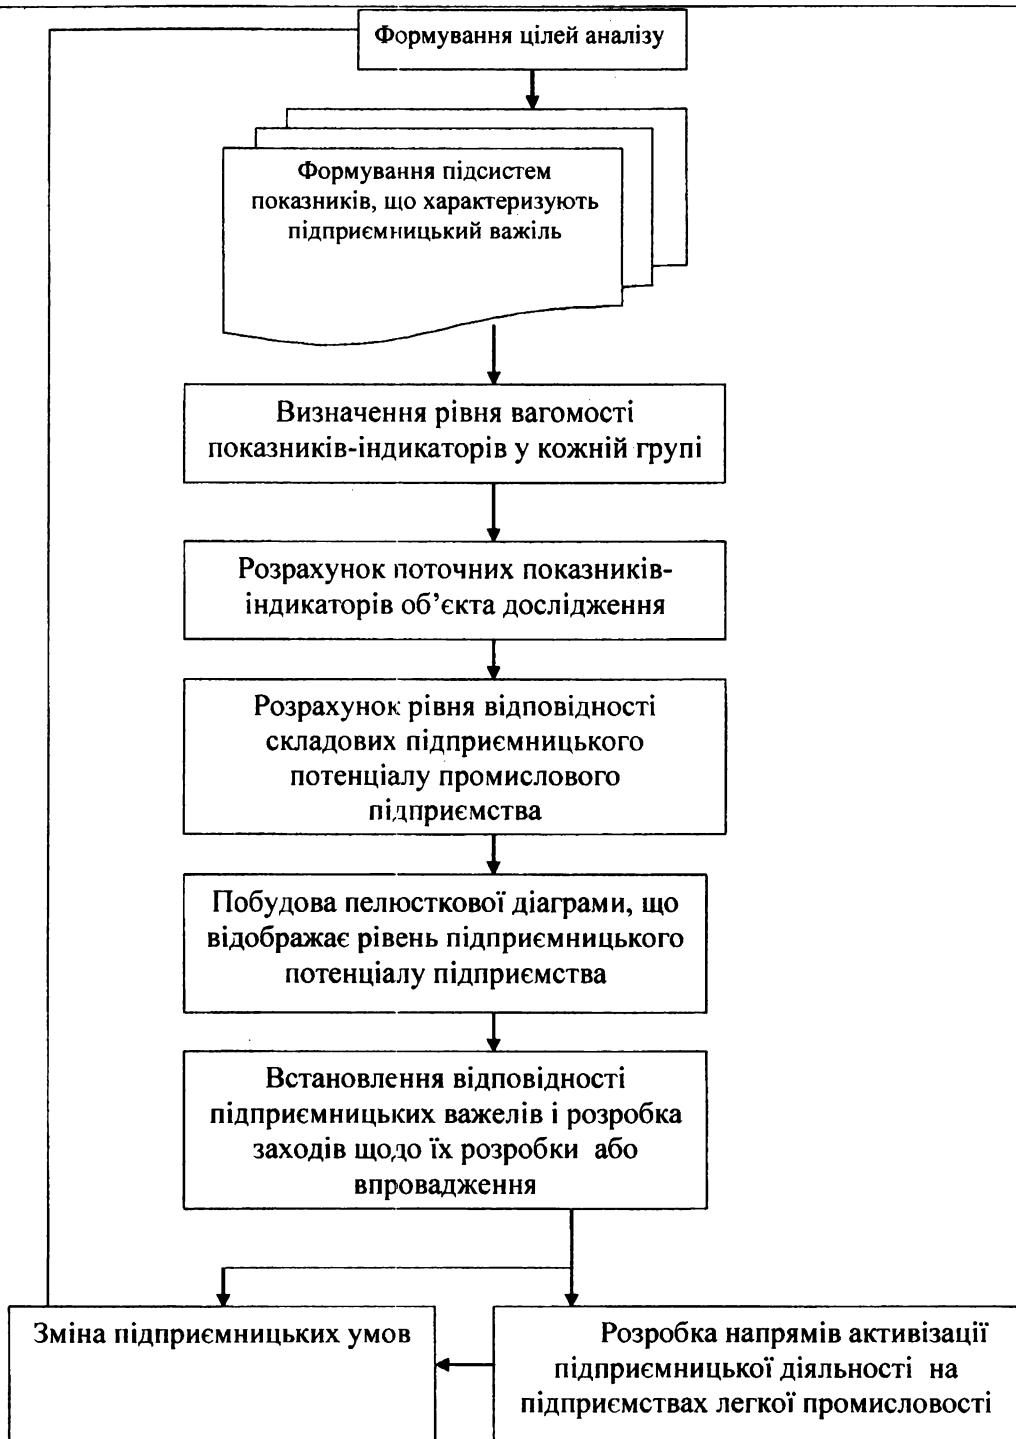 Формування цілей аналізу
Формування підсистем
показників, що характеризують
підприємницький важіль
Визначення рівня вагомості
показників-індикаторів у кожній групі
Розрахунок поточних показників-
індикаторів об’єкта дослідження
Розрахунок рівня відповідності
складових підприємницького
потенціалу промислового
підприємства
Побудова пелюсткової діаграми, що
відображає рівень підприємницького
потенціалу підприємства
Встановлення відповідності
підприємницьких важелів і розробка
заходів щодо їх розробки або
впровадження
Зміна підприємницьких умов
Розробка напрямів активізації
підприємницької діяльності на
підприємствах легкої промисловості